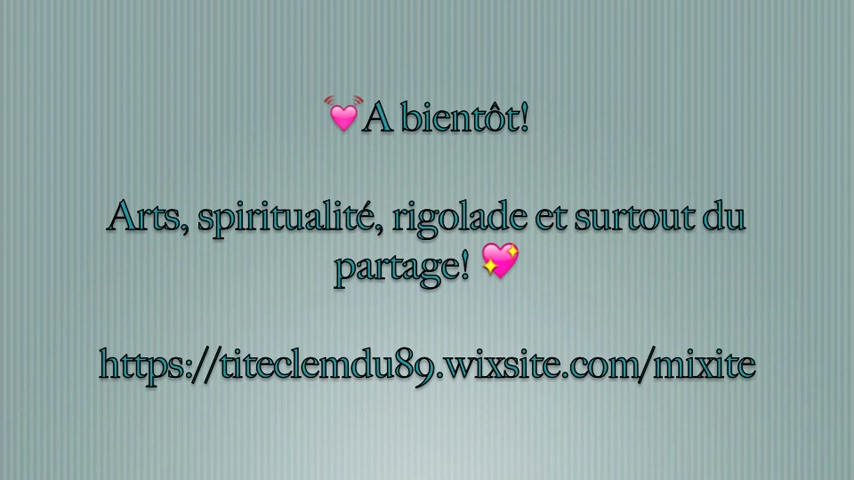 💓A bientôt!
Arts, spiritualité, rigolade et surtout du
partage! 💖
https://titeclemdu89.wixsite.com/mixite